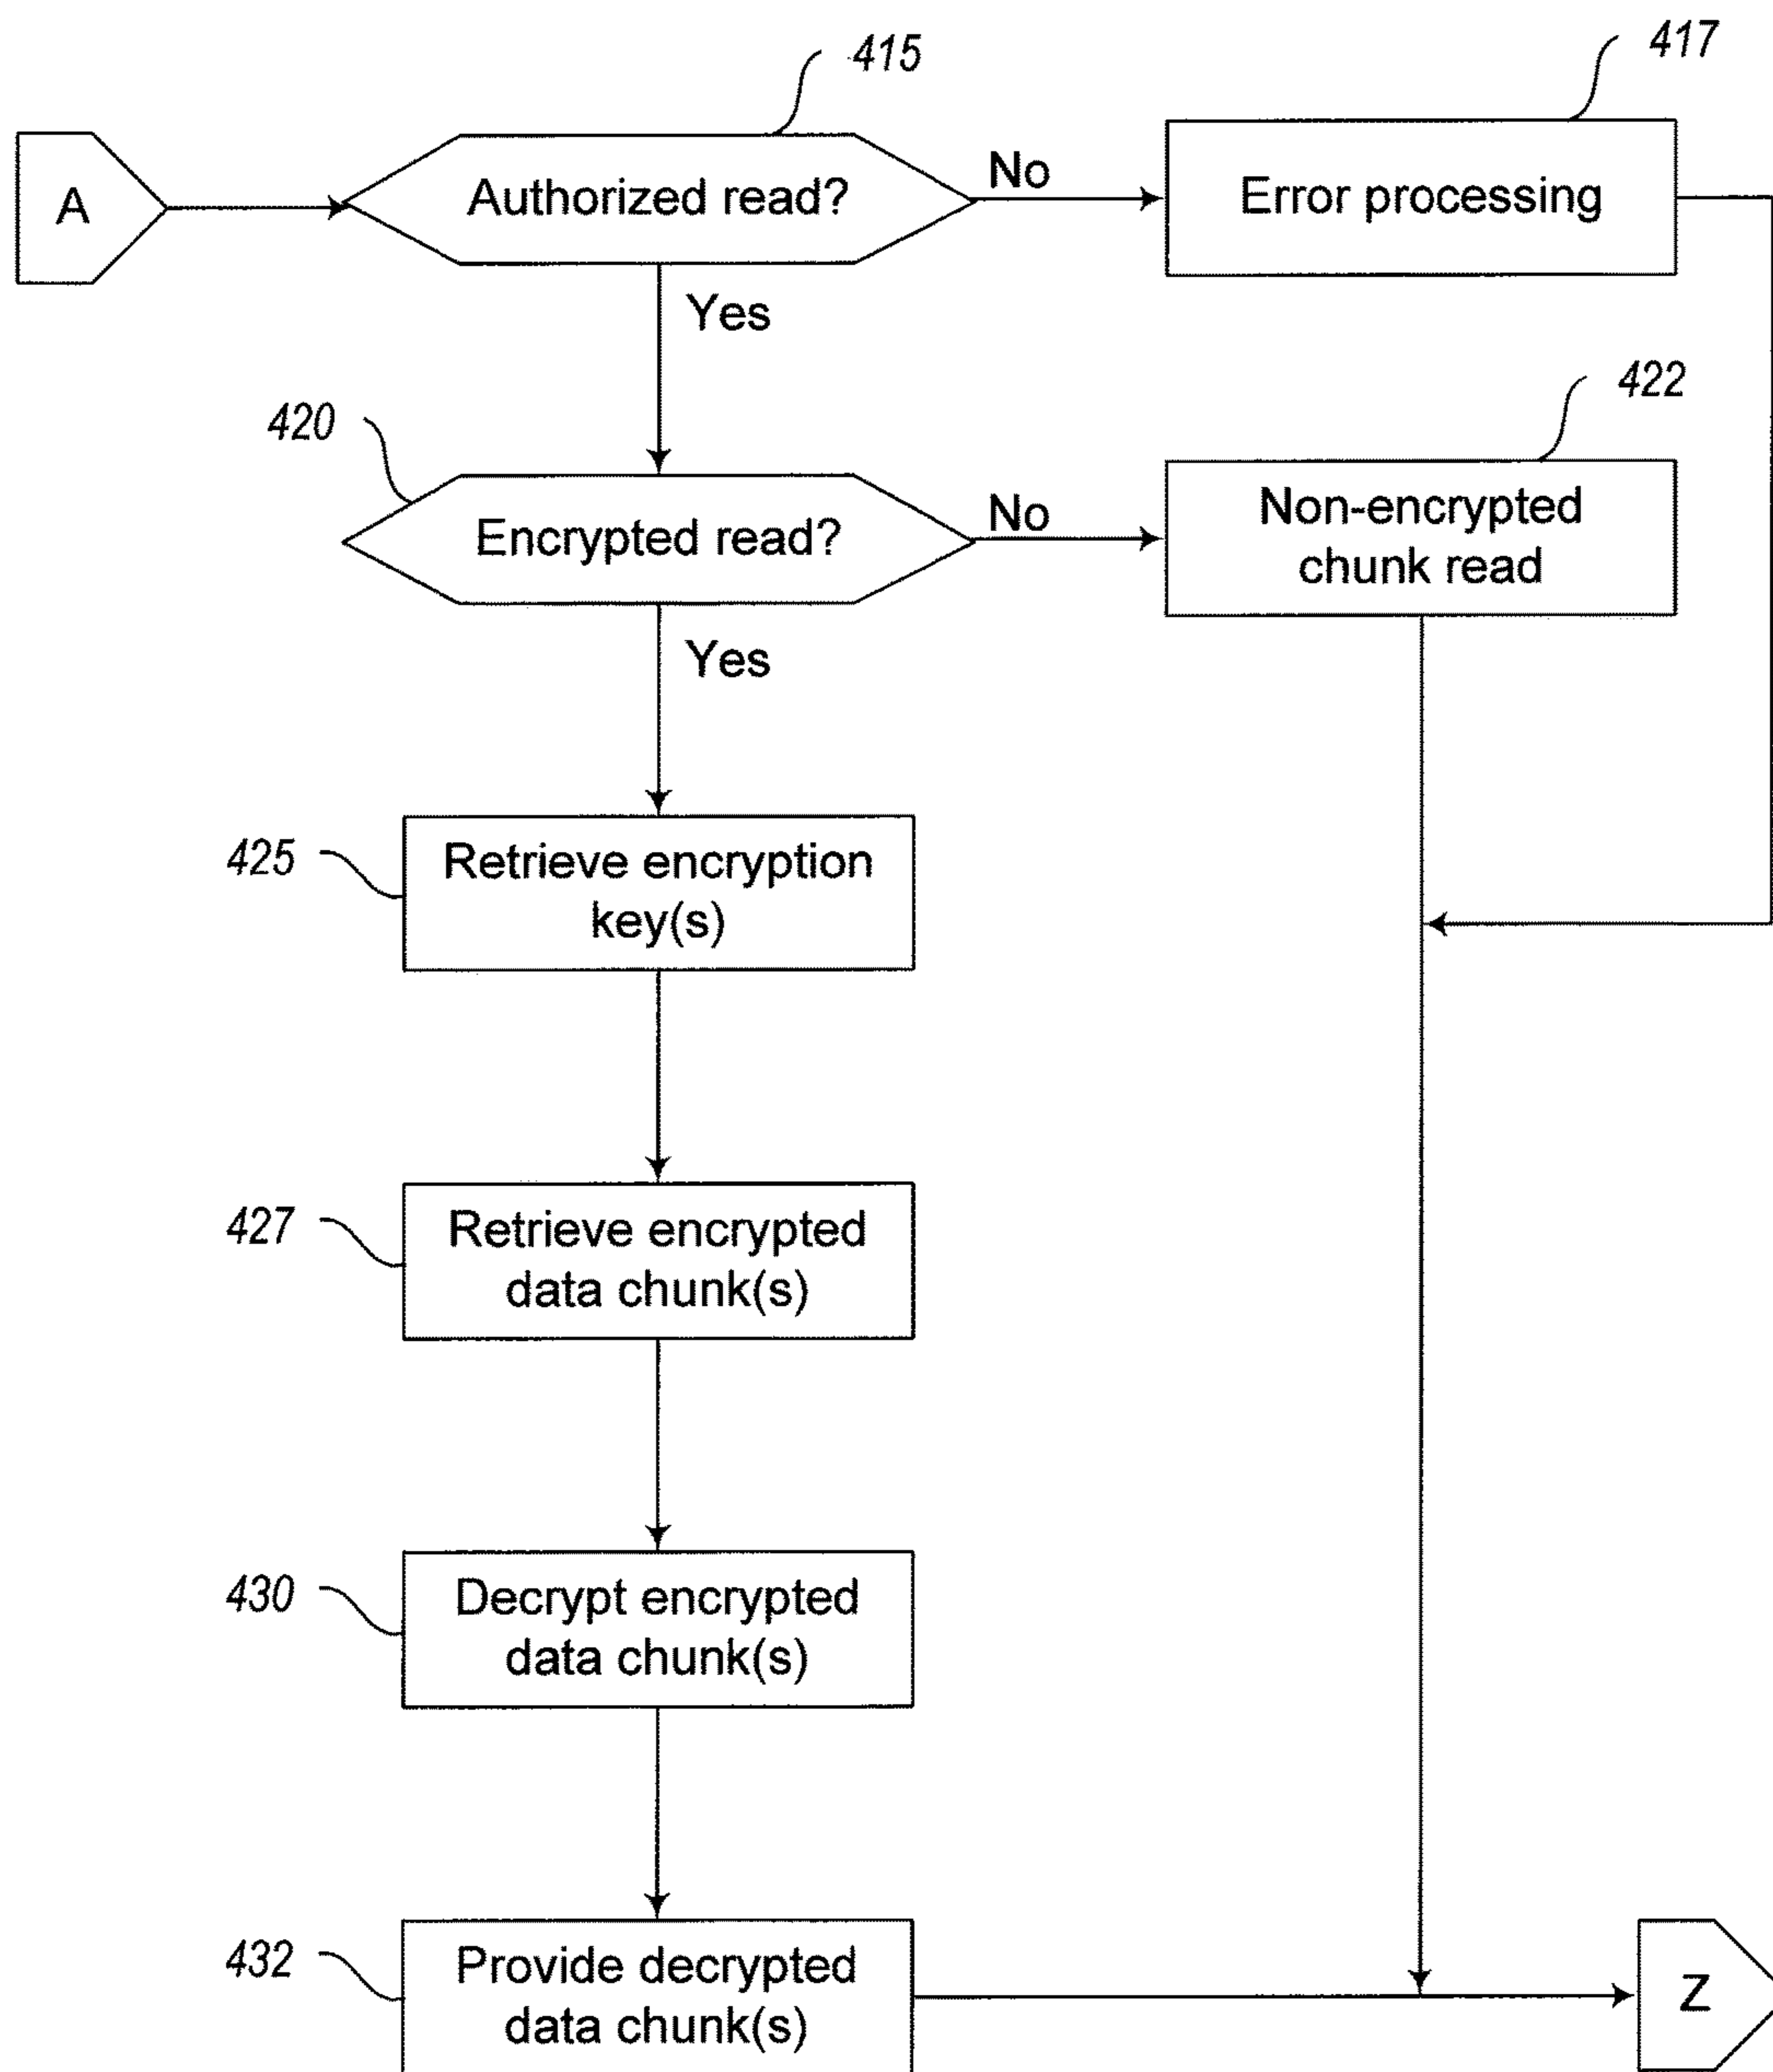 415
417
A
Authorized read?
No
Error processing
Yes
420
422
Encrypted read?
No
Non-encrypted
chunk read
Yes
425
Retrieve encryption
key(s)
427
Retrieve encrypted
data chunk(s)
430
Decrypt encrypted
data chunk(s)
432
Provide decrypted
data chunk(s)
Z